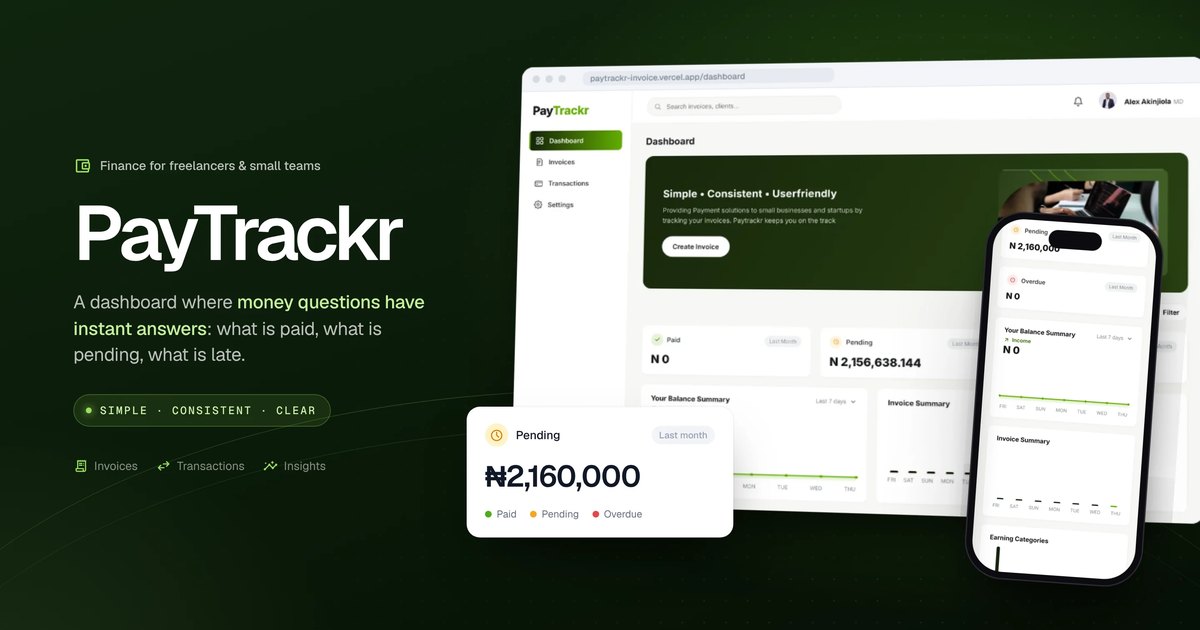 Finance for freelancers & small teams
PayTrackr
A dashboard where money questions have
instant answers: what is paid, what is
pending, what is late.
SIMPLE · CONSISTENT · CLEAR
Invoices
Transactions
Insights
paytrackr-invoice.vercel.app/dashboard
PayTrackr
Search invoices, clients...
Alex Akinjiola MD
Dashboard
Invoices
Transactions
Settings
Dashboard
Simple • Consistent • Userfriendly
Providing Payment solutions to small businesses and startups by
tracking your invoices. Paytrackr keeps you on the track
Create Invoice
Filter
Paid
Last Month
N 0
Pending
Last Month
N 2,156,638.144
Your Balance Summary
Last 7 days
MON TUE WED THU
Invoice Summary
FRI SAT SUN MON
Pending
Last month
₦2,160,000
Paid
Pending
Overdue
Pending
Last Month
N 2,160,000
Overdue
Last Month
N 0
Your Balance Summary
Last 7 days
Income
N 0
FRI SAT SUN MON TUE WED THU
Invoice Summary
FRI SAT SUN MON TUE WED THU
Earning Categories